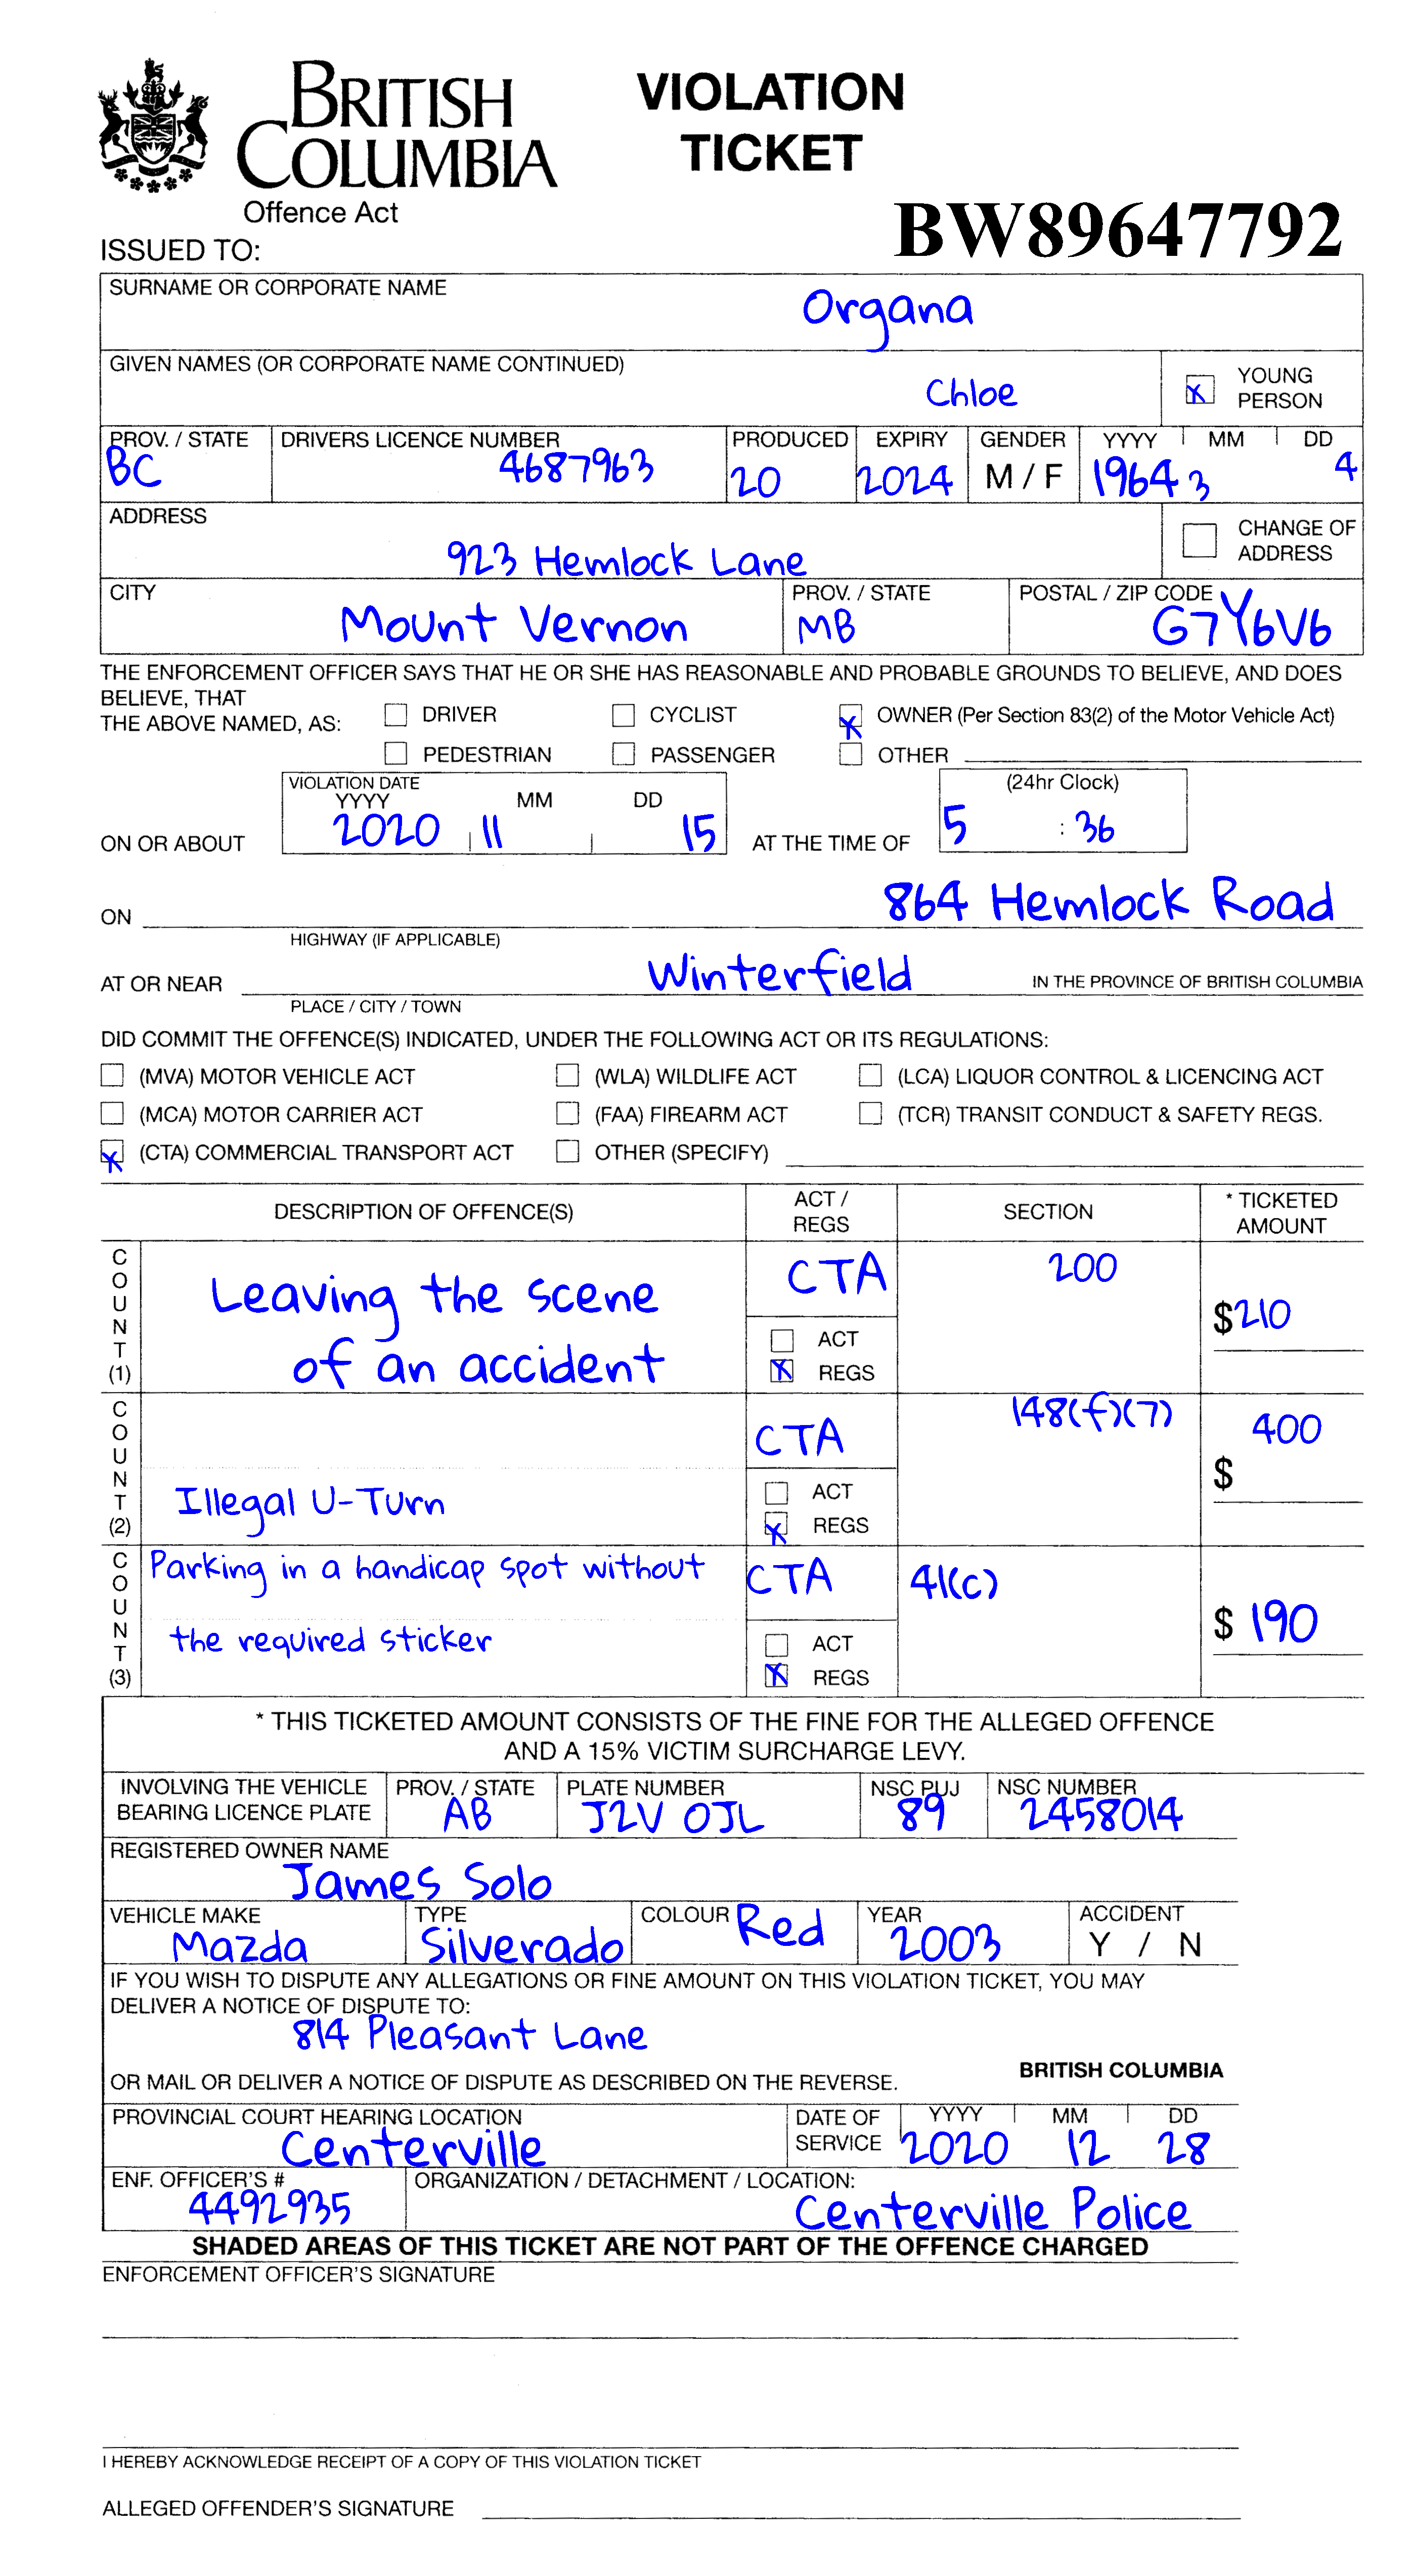 BRITISH COLUMBIA
Offence Act
VIOLATION TICKET
BW89647792
ISSUED TO:
SURNAME OR CORPORATE NAME
Organa
GIVEN NAMES (OR CORPORATE NAME CONTINUED)
Chloe
YOUNG PERSON
PROV. / STATE DRIVERS LICENCE NUMBER PRODUCED EXPIRY GENDER YYYY MM DD
BC 4687963 20 2024 M / F 1964 3 4
ADDRESS
923 Hemlock Lane
CHANGE OF ADDRESS
CITY PROV. / STATE POSTAL / ZIP CODE
Mount Vernon MB G7Y6V6
THE ENFORCEMENT OFFICER SAYS THAT HE OR SHE HAS REASONABLE AND PROBABLE GROUNDS TO BELIEVE, AND DOES
BELIEVE, THAT
THE ABOVE NAMED, AS: DRIVER CYCLIST X OWNER (Per Section 83(2) of the Motor Vehicle Act)
PEDESTRIAN PASSENGER OTHER
VIOLATION DATE (24hr Clock)
YYYY MM DD
ON OR ABOUT 2020 11 15 AT THE TIME OF 5 : 36
ON 864 Hemlock Road
HIGHWAY (IF APPLICABLE)
AT OR NEAR Winterfield IN THE PROVINCE OF BRITISH COLUMBIA
PLACE / CITY / TOWN
DID COMMIT THE OFFENCE(S) INDICATED, UNDER THE FOLLOWING ACT OR ITS REGULATIONS:
(MVA) MOTOR VEHICLE ACT (WLA) WILDLIFE ACT (LCA) LIQUOR CONTROL & LICENCING ACT
(MCA) MOTOR CARRIER ACT (FAA) FIREARM ACT (TCR) TRANSIT CONDUCT & SAFETY REGS.
X (CTA) COMMERCIAL TRANSPORT ACT OTHER (SPECIFY)
DESCRIPTION OF OFFENCE(S) ACT / REGS SECTION * TICKETED AMOUNT
COUNT (1)
Leaving the scene
of an accident
CTA
ACT
X REGS
200
$210
COUNT (2)
Illegal U-Turn
CTA
ACT
X REGS
148(f)(7)
$ 400
COUNT (3)
Parking in a handicap spot without
the required sticker
CTA
ACT
X REGS
41(c)
$ 190
* THIS TICKETED AMOUNT CONSISTS OF THE FINE FOR THE ALLEGED OFFENCE
AND A 15% VICTIM SURCHARGE LEVY.
INVOLVING THE VEHICLE BEARING LICENCE PLATE
PROV. / STATE PLATE NUMBER NSC PUJ NSC NUMBER
AB J2V OJL 89 2458014
REGISTERED OWNER NAME
James Solo
VEHICLE MAKE TYPE COLOUR YEAR ACCIDENT
Mazda Silverado Red 2003 Y / N
IF YOU WISH TO DISPUTE ANY ALLEGATIONS OR FINE AMOUNT ON THIS VIOLATION TICKET, YOU MAY
DELIVER A NOTICE OF DISPUTE TO:
814 Pleasant Lane
BRITISH COLUMBIA
OR MAIL OR DELIVER A NOTICE OF DISPUTE AS DESCRIBED ON THE REVERSE.
PROVINCIAL COURT HEARING LOCATION
Centerville
DATE OF SERVICE YYYY MM DD
2020 12 28
ENF. OFFICER'S # ORGANIZATION / DETACHMENT / LOCATION:
4492935 Centerville Police
SHADED AREAS OF THIS TICKET ARE NOT PART OF THE OFFENCE CHARGED
ENFORCEMENT OFFICER'S SIGNATURE
I HEREBY ACKNOWLEDGE RECEIPT OF A COPY OF THIS VIOLATION TICKET
ALLEGED OFFENDER'S SIGNATURE